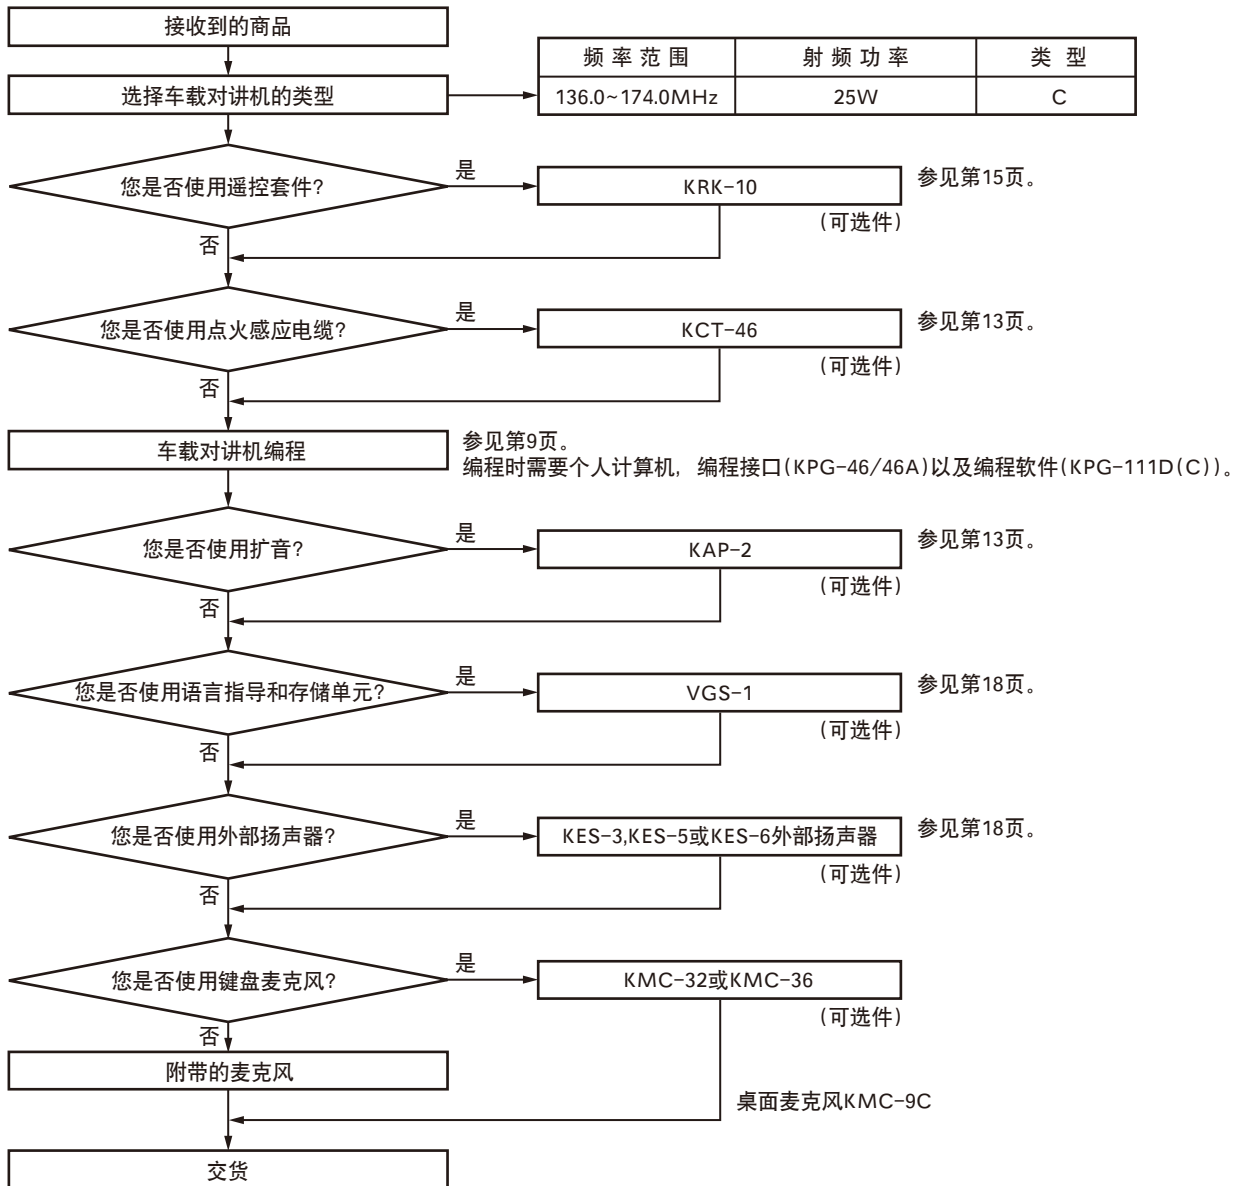 接收到的商品
频率范围 射频功率 类型
选择车载对讲机的类型
136.0~174.0MHz 25W C
您是否使用遥控套件?
是
KRK-10
参见第15页。
(可选件)
否
您是否使用点火感应电缆?
是
KCT-46
参见第13页。
(可选件)
否
车载对讲机编程
参见第9页。
编程时需要个人计算机, 编程接口(KPG-46/46A)以及编程软件(KPG-111D(C))。
您是否使用扩音?
是
KAP-2
参见第13页。
(可选件)
否
您是否使用语言指导和存储单元?
是
VGS-1
参见第18页。
(可选件)
否
您是否使用外部扬声器?
是
KES-3,KES-5或KES-6外部扬声器
参见第18页。
(可选件)
否
您是否使用键盘麦克风?
是
KMC-32或KMC-36
(可选件)
否
附带的麦克风
桌面麦克风KMC-9C
交货